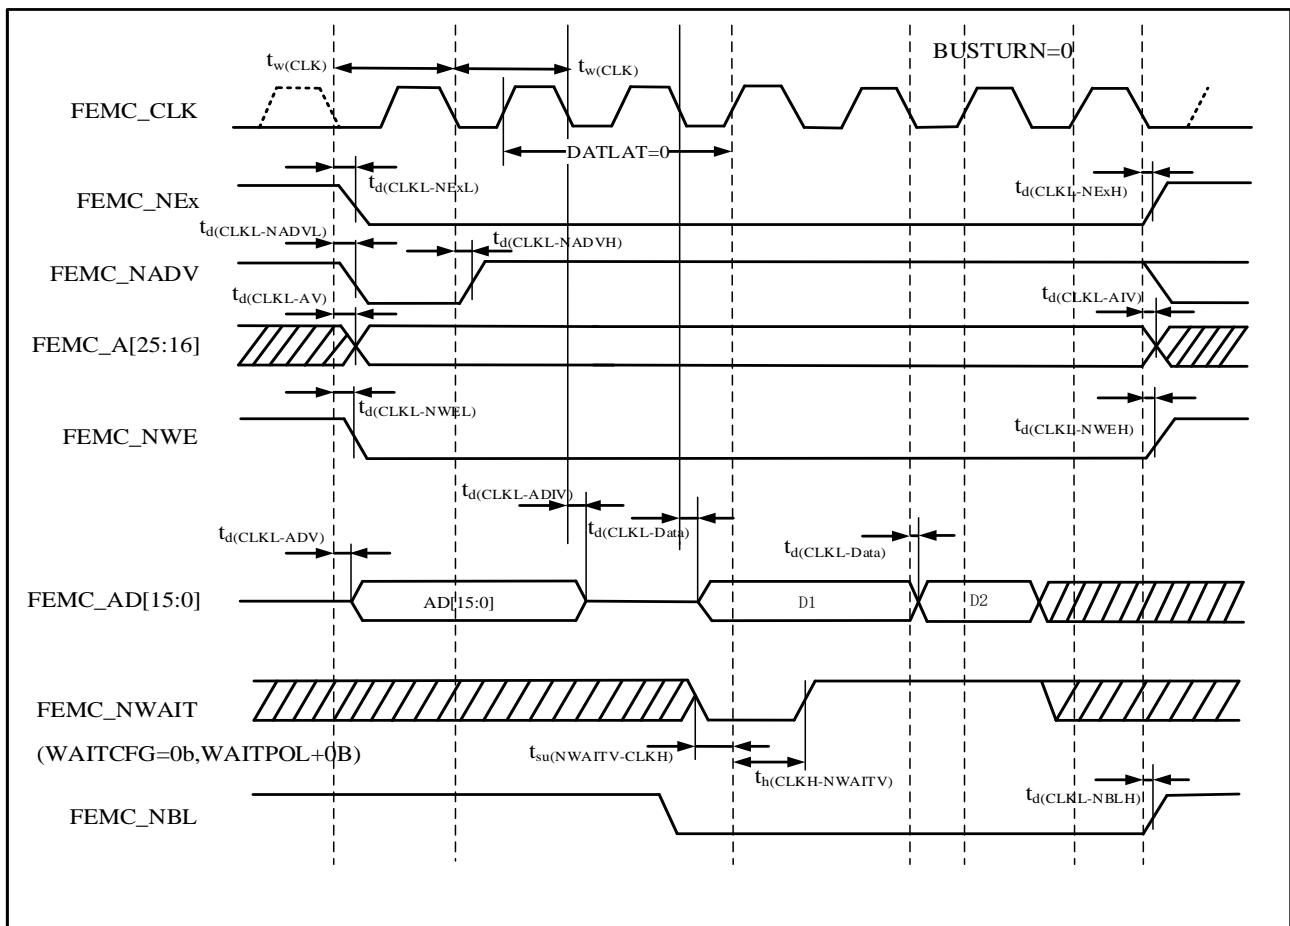 BUSTURN=0
tw(CLK)
tw(CLK)
FEMC_CLK
DATLAT=0
td(CLKL-NExL)
td(CLKL-NExH)
FEMC_NEx
td(CLKL-NADVL)
td(CLKL-NADVH)
FEMC_NADV
td(CLKL-AV)
td(CLKL-AIV)
FEMC_A[25:16]
td(CLKL-NWEL)
td(CLKL-NWEH)
FEMC_NWE
td(CLKL-ADIV)
td(CLKL-ADV)
td(CLKL-Data)
td(CLKL-Data)
FEMC_AD[15:0]
AD[15:0]
D1
D2
FEMC_NWAIT
(WAITCFG=0b,WAITPOL+0B)
tsu(NWAITV-CLKH)
th(CLKH-NWAITV)
td(CLKL-NBLH)
FEMC_NBL